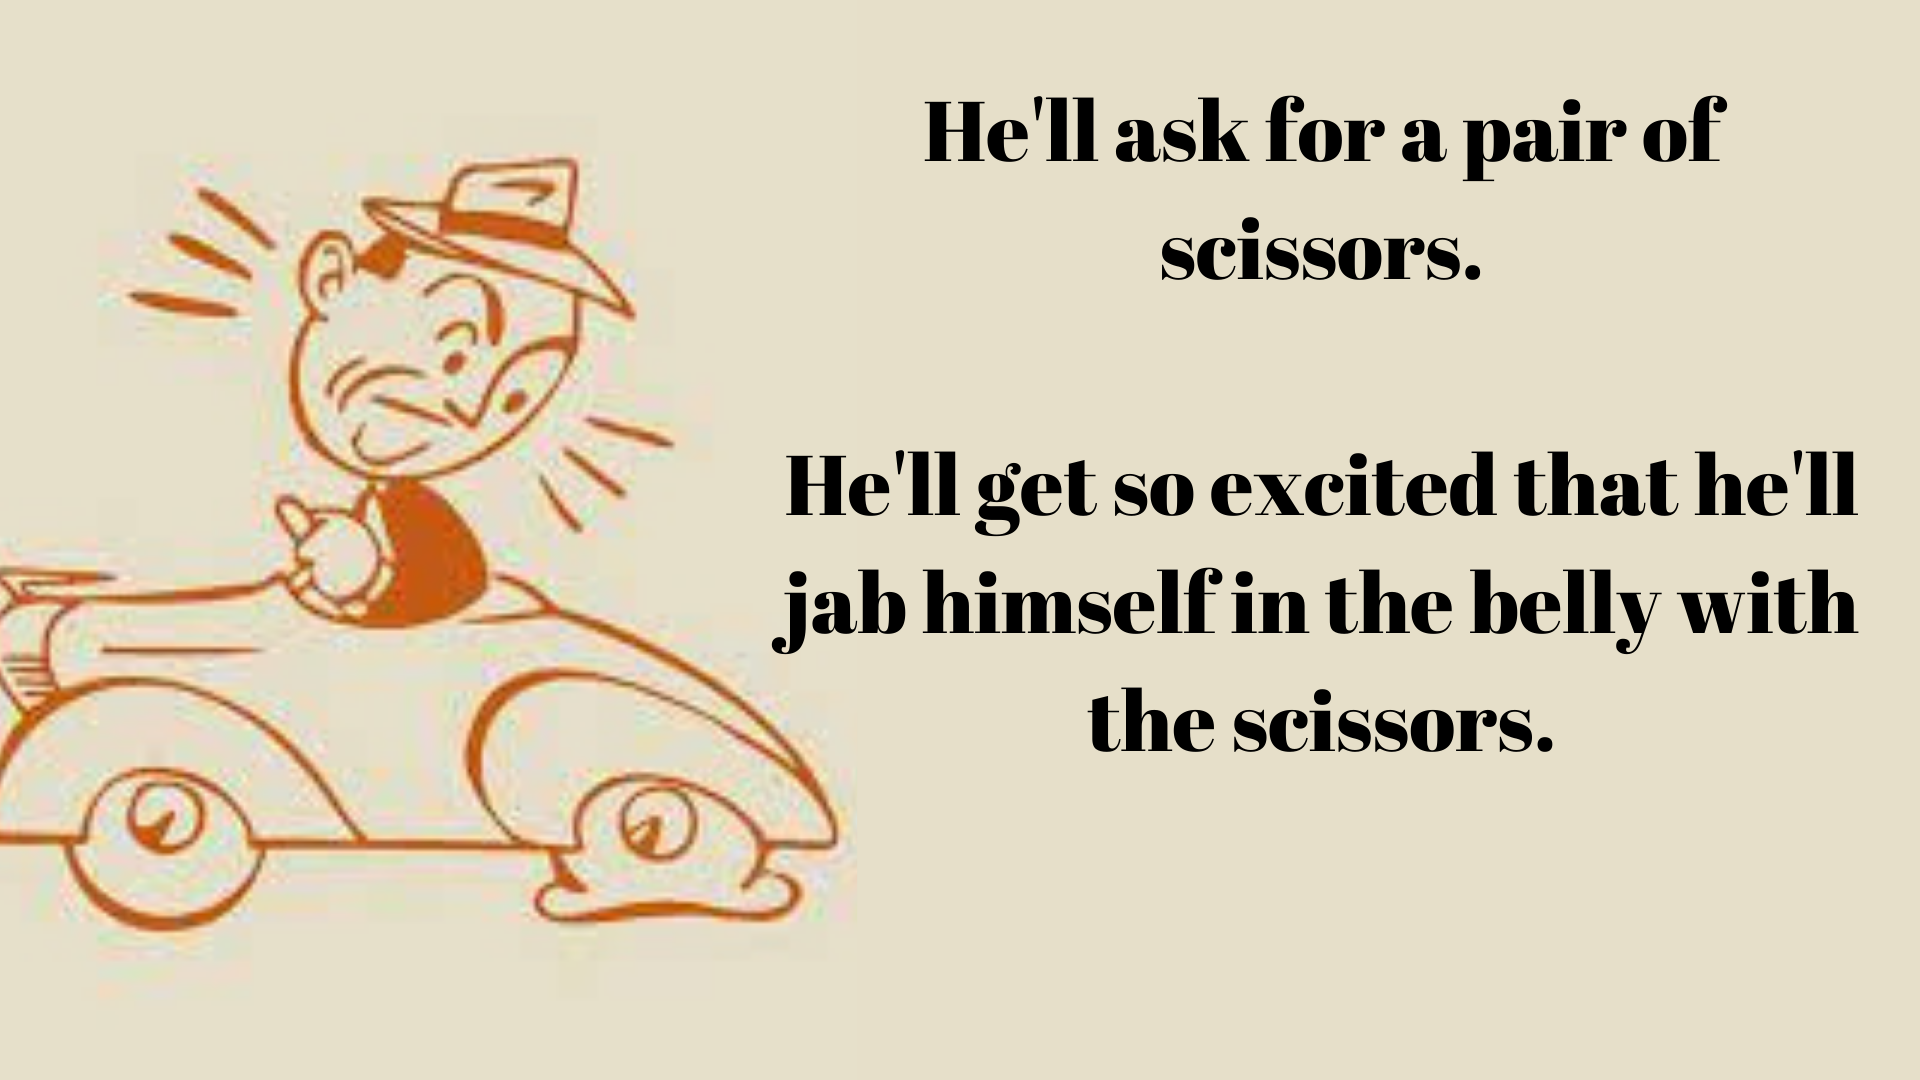 He'll ask for a pair of
scissors.
He'll get so excited that he'll
jab himself in the belly with
the scissors.